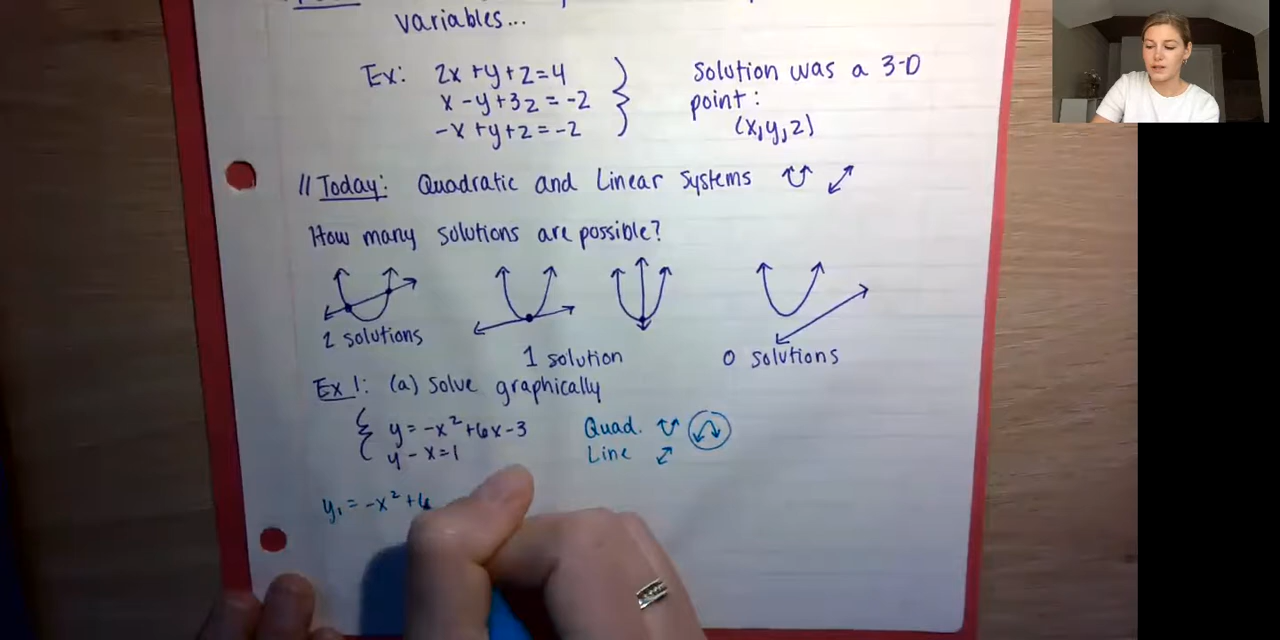 variables...
Ex: 2x + y + z = 4
x - y + 3z = -2
-x + y + z = -2
Solution was a 3-D
point:
(x, y, z)
// Today: Quadratic and Linear Systems
How many solutions are possible?
2 solutions
1 solution
0 solutions
Ex 1: (a) Solve graphically
y = -x² + 6x - 3
y - x = 1
Quad.
Line
y₁ = -x² + 6